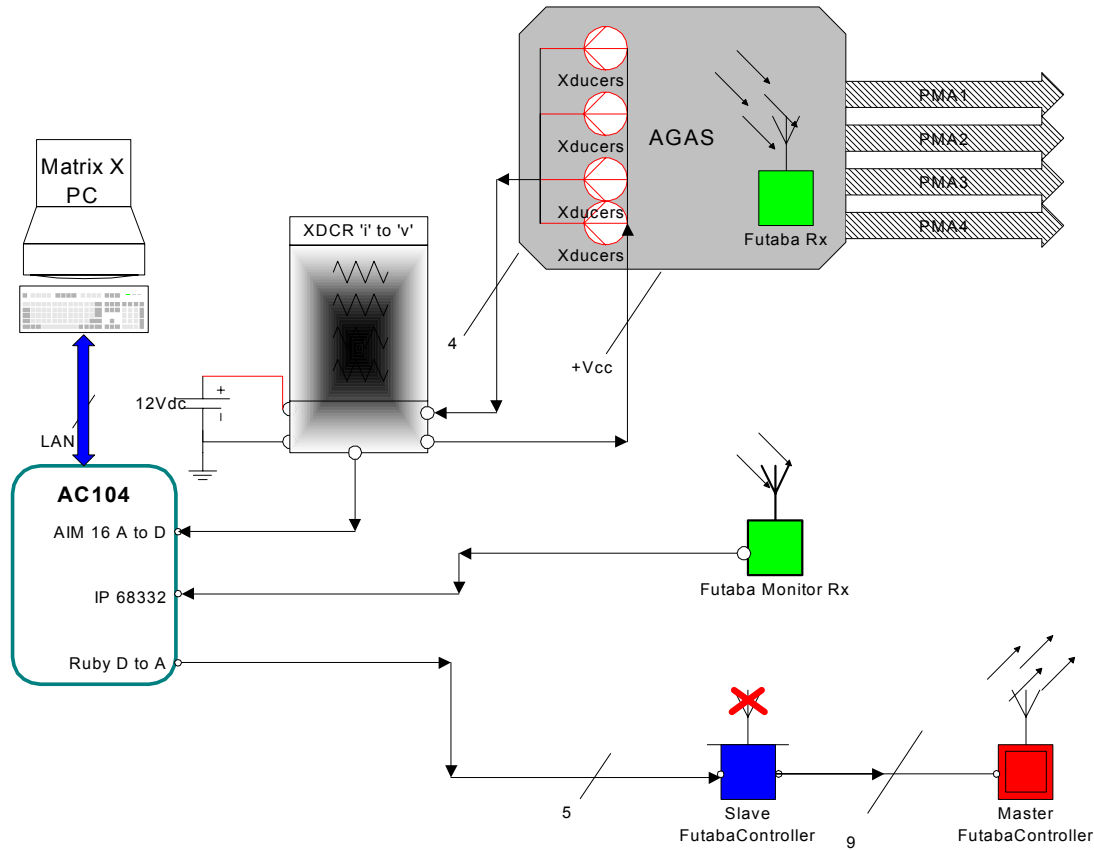 Xducers
Xducers
Xducers
Xducers
AGAS
Futaba Rx
PMA1
PMA2
PMA3
PMA4
Matrix X
PC
XDCR 'i' to 'v'
4
+Vcc
12Vdc
+
-
LAN
AC104
AIM 16 A to D
IP 68332
Ruby D to A
Futaba Monitor Rx
5
Slave
FutabaController
9
Master
FutabaController